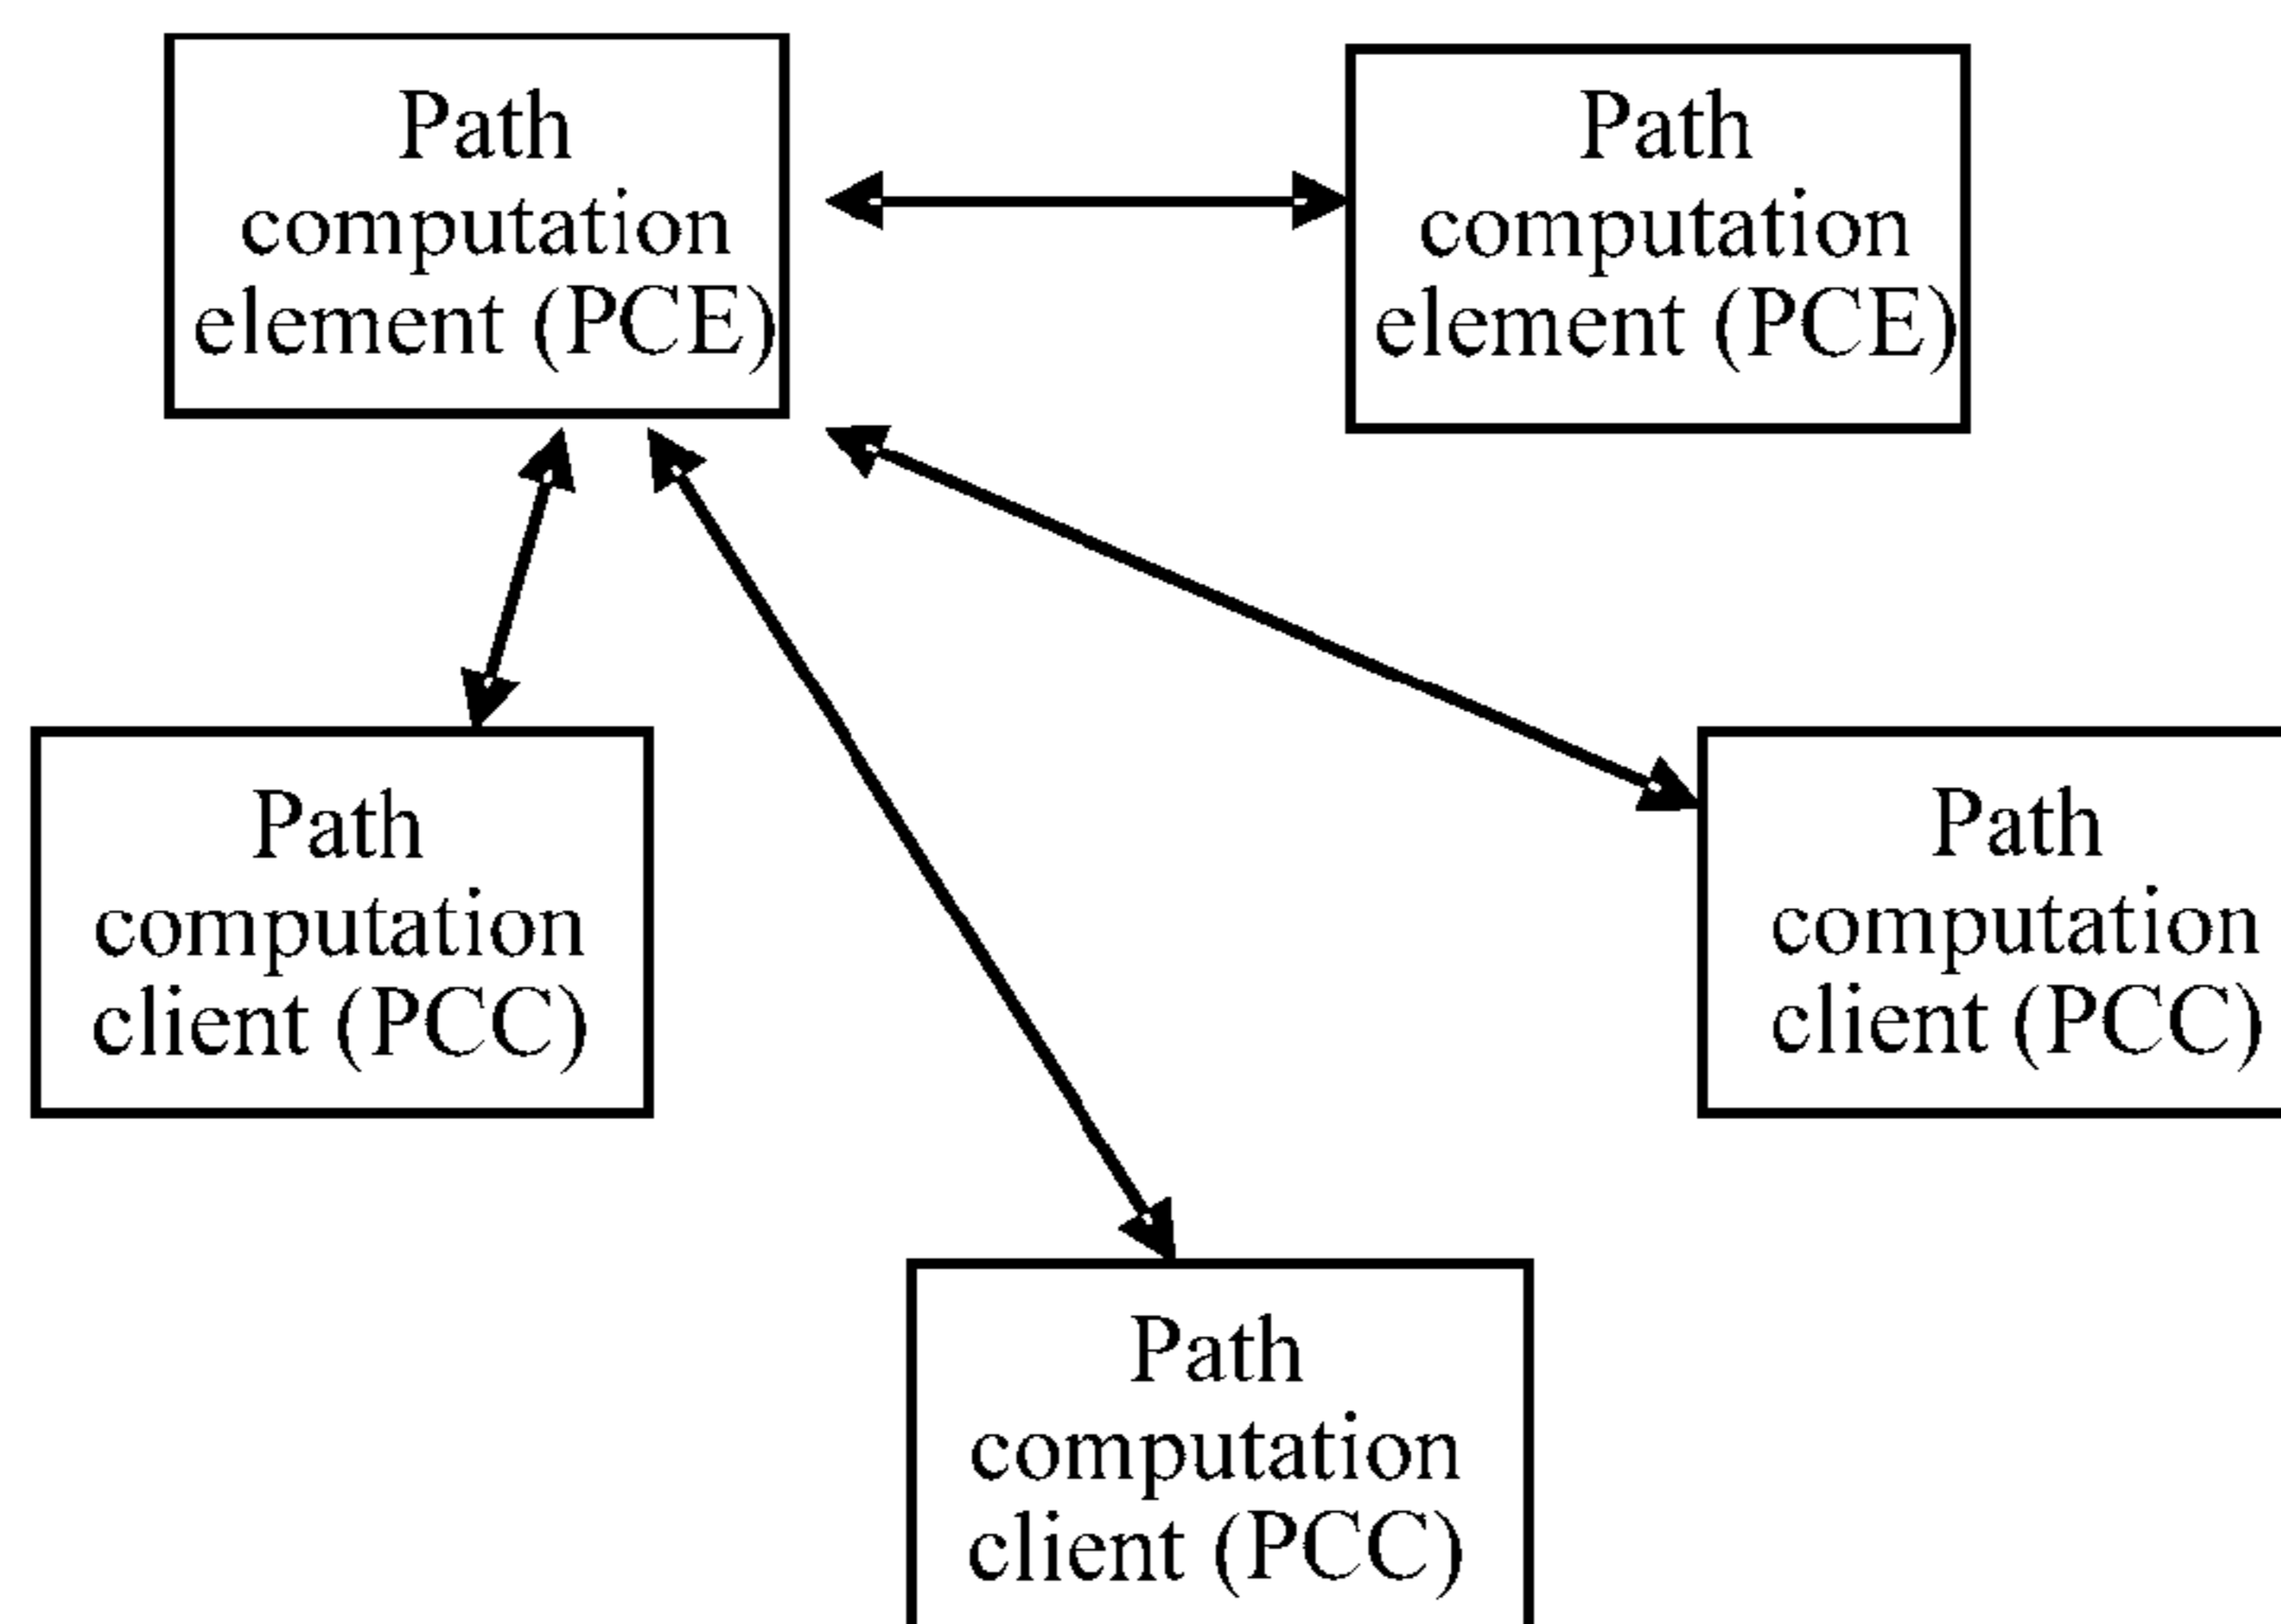 Path
computation
element (PCE)
Path
computation
element (PCE)
Path
computation
client (PCC)
Path
computation
client (PCC)
Path
computation
client (PCC)